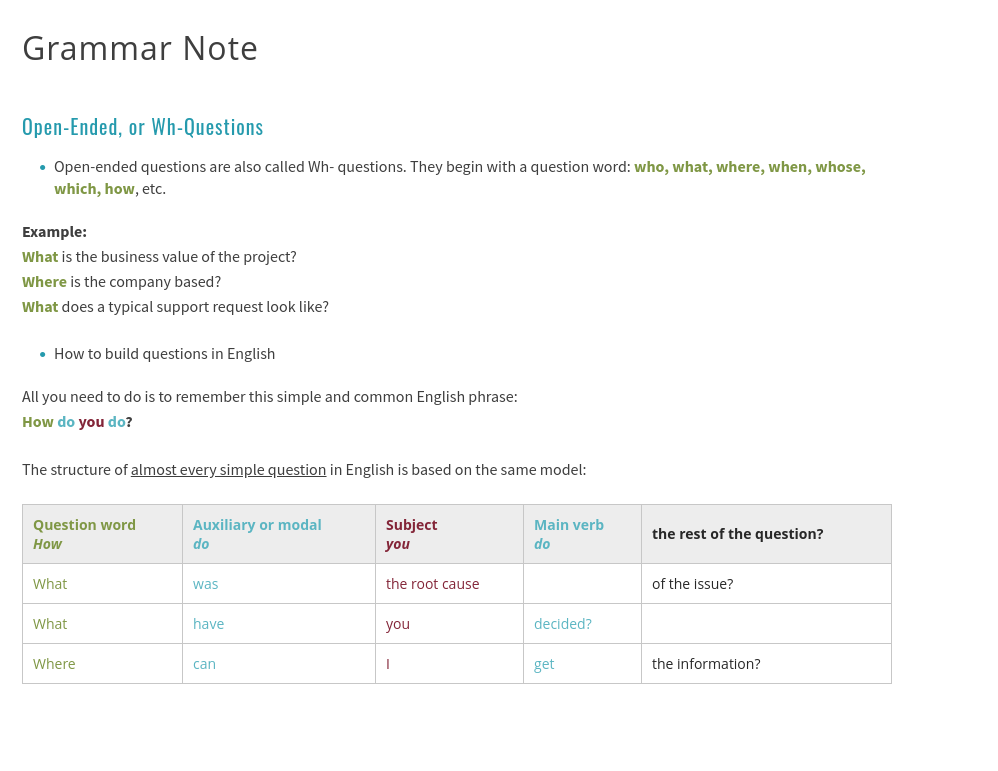 Grammar Note
Open-Ended, or Wh-Questions
• Open-ended questions are also called Wh- questions. They begin with a question word: who, what, where, when, whose,
which, how, etc.
Example:
What is the business value of the project?
Where is the company based?
What does a typical support request look like?
• How to build questions in English
All you need to do is to remember this simple and common English phrase:
How do you do?
The structure of almost every simple question in English is based on the same model:
Question word Auxiliary or modal Subject Main verb the rest of the question?
How do you do
What was the root cause of the issue?
What have you decided?
Where can I get the information?